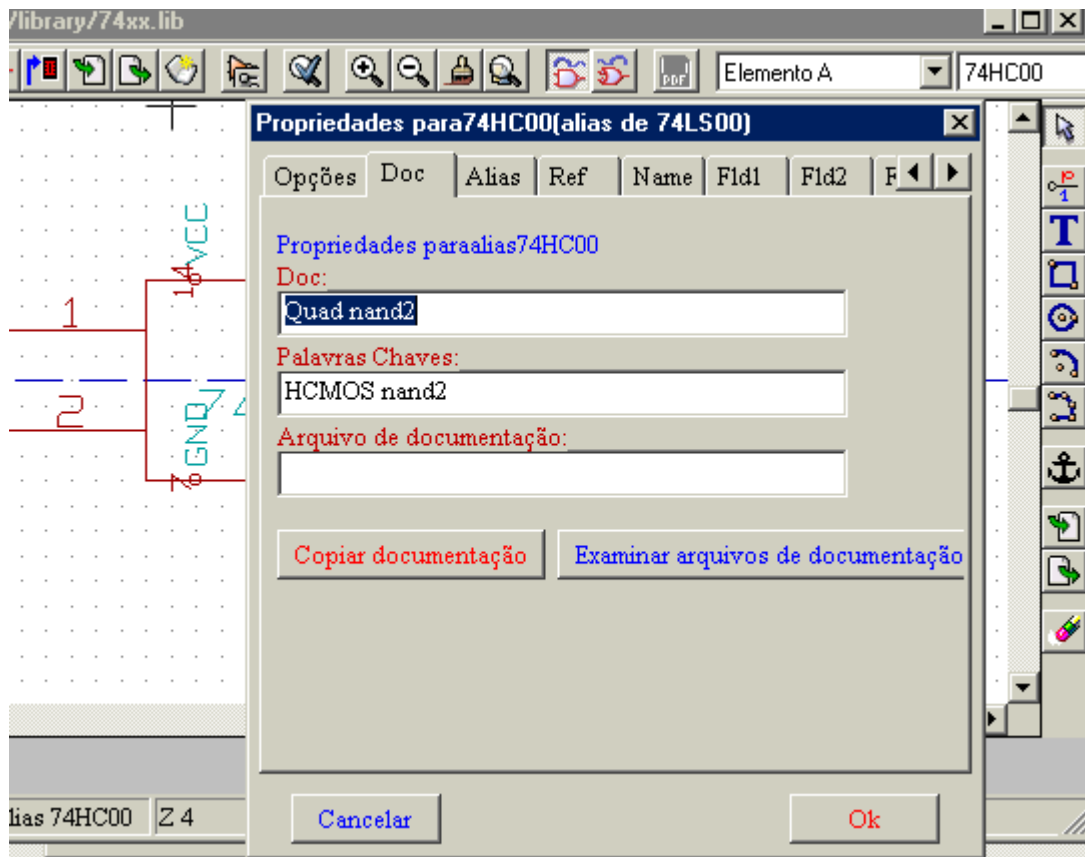 /library/74xx.lib
PDF
Elemento A
74HC00
Propriedades para74HC00(alias de 74LS00)
Opções Doc Alias Ref Name Fld1 Fld2 F
Propriedades paraalias74HC00
Doc:
Quad nand2
Palavras Chaves:
HCMOS nand2
Arquivo de documentação:
Copiar documentação
Examinar arquivos de documentação
Cancelar
Ok
VCC
14
1
2
GND
7
7
T
lias 74HC00
Z 4